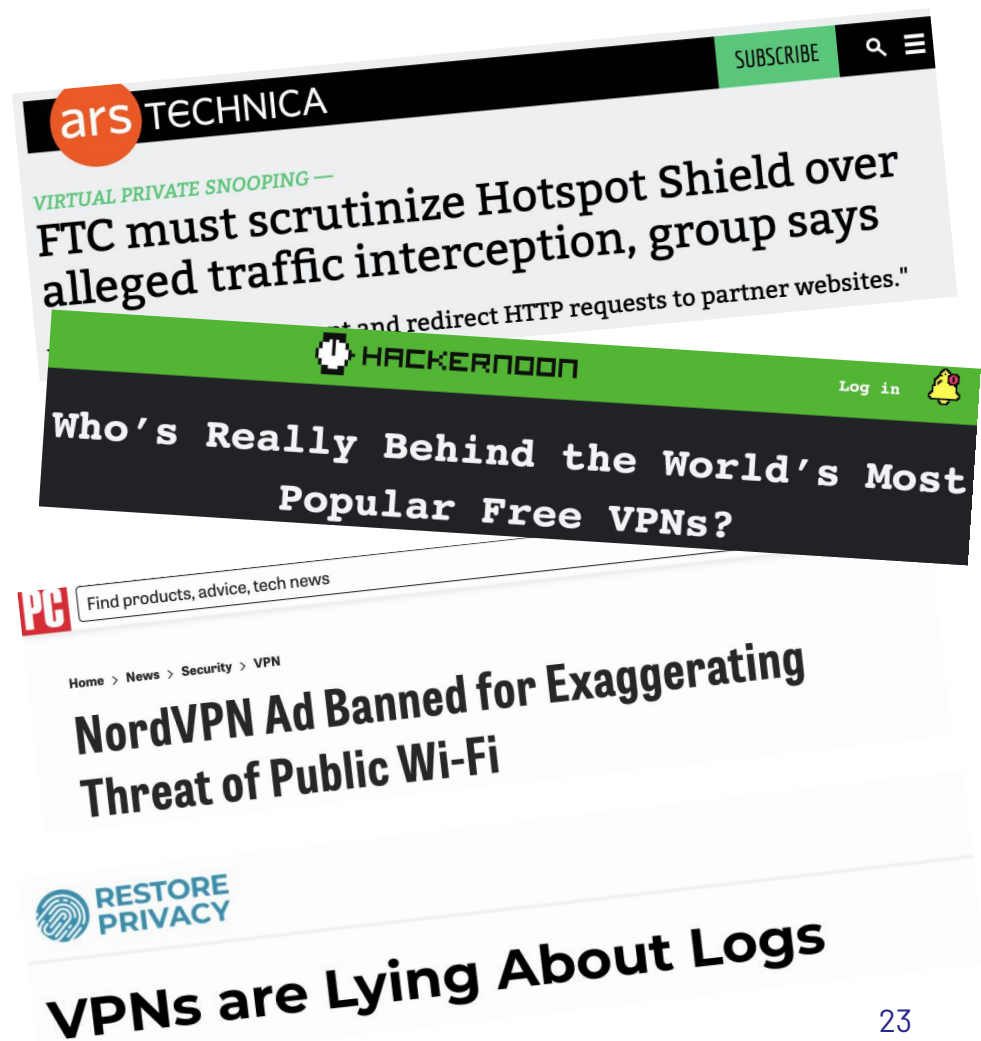 ars TECHNICA
SUBSCRIBE
VIRTUAL PRIVATE SNOOPING —
FTC must scrutinize Hotspot Shield over
alleged traffic interception, group says
and redirect HTTP requests to partner websites."
HACKERNOON
Log in
Who's Really Behind the World's Most
Popular Free VPNs?
PC
Find products, advice, tech news
Home > News > Security > VPN
NordVPN Ad Banned for Exaggerating
Threat of Public Wi-Fi
RESTORE
PRIVACY
VPNs are Lying About Logs
23